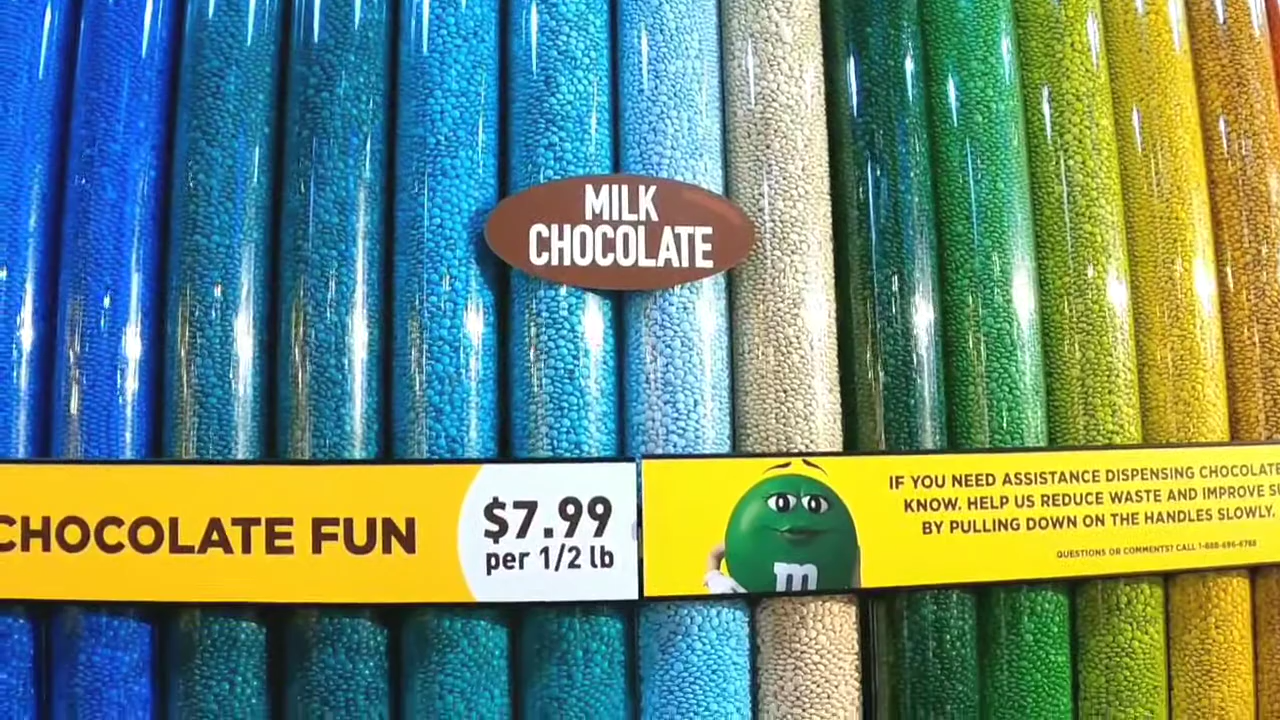 MILK
CHOCOLATE
CHOCOLATE FUN
$7.99
per 1/2 lb
m
IF YOU NEED ASSISTANCE DISPENSING CHOCOLATE
KNOW. HELP US REDUCE WASTE AND IMPROVE
BY PULLING DOWN ON THE HANDLES SLOWLY.
QUESTIONS OR COMMENTS? CALL 1-888-696-6788